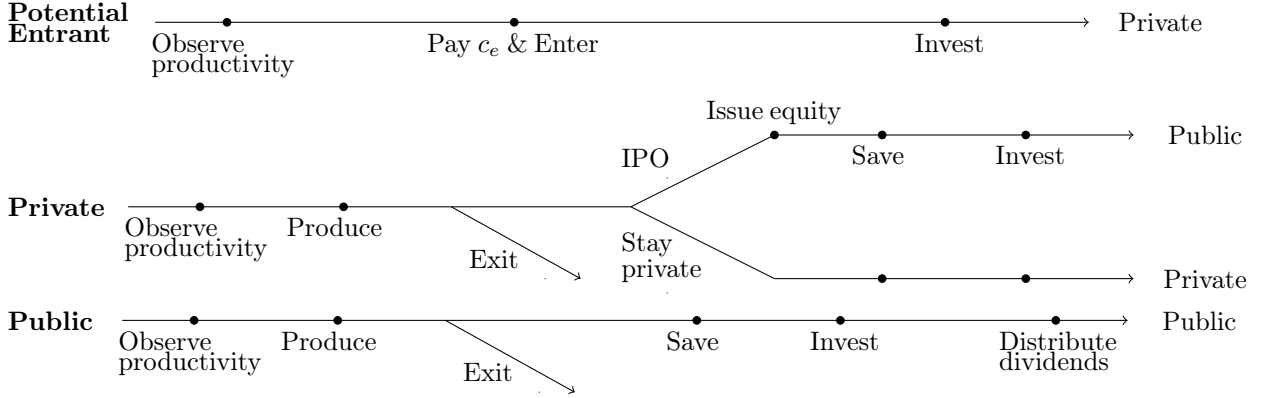 Potential
Entrant
Observe
productivity
Pay c_e & Enter
Invest
Private
Private
Observe
productivity
Produce
Exit
IPO
Issue equity
Save
Invest
Public
Stay
private
Private
Public
Observe
productivity
Produce
Exit
Save
Invest
Distribute
dividends
Public